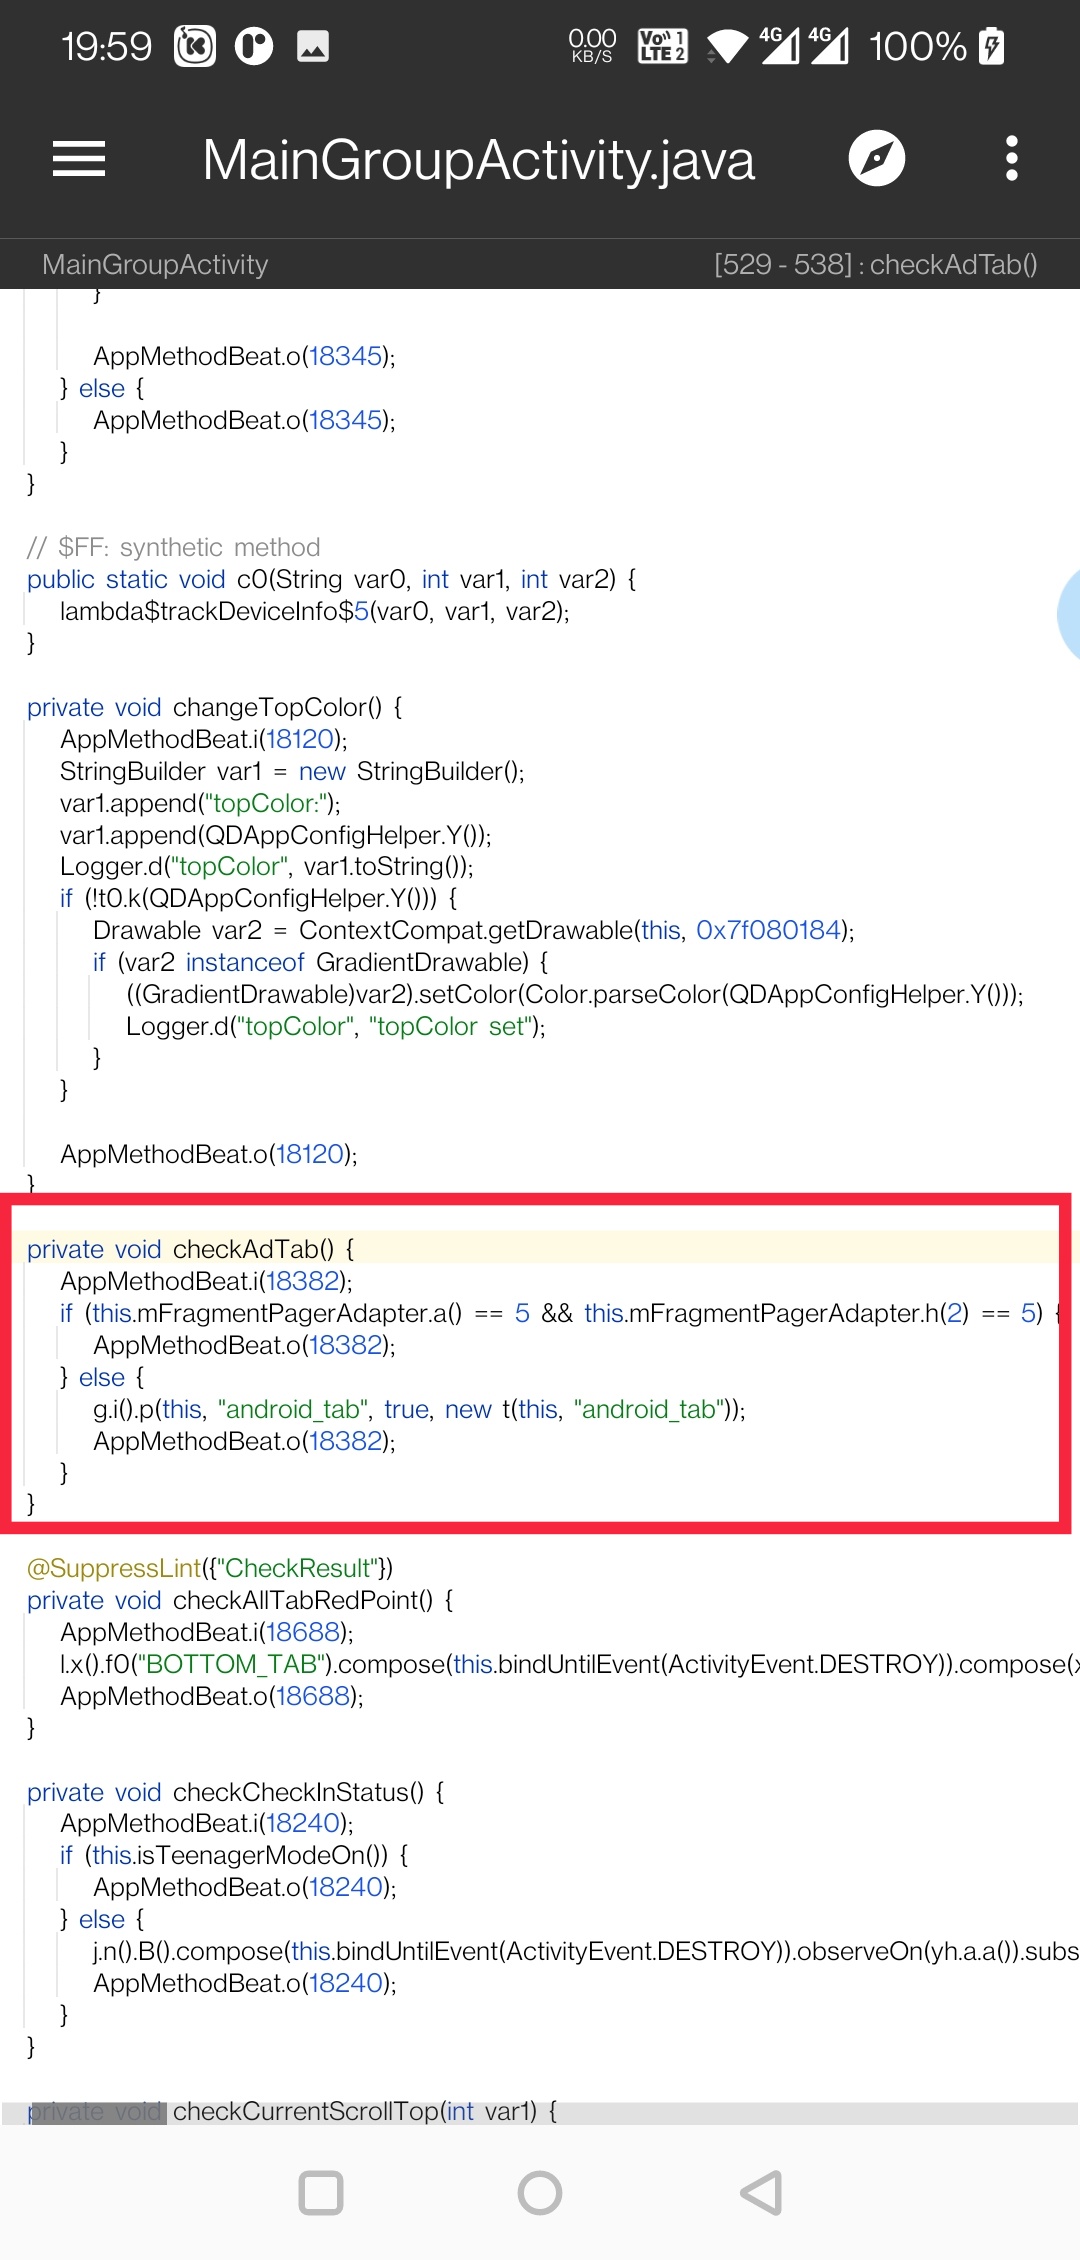 19:59
0.00
KB/S
Vo)) 1
LTE 2
4G
4G
100%
MainGroupActivity.java
MainGroupActivity
[529 - 538] : checkAdTab()
}
AppMethodBeat.o(18345);
} else {
AppMethodBeat.o(18345);
}
}
// $FF: synthetic method
public static void c0(String var0, int var1, int var2) {
lambda$trackDeviceInfo$5(var0, var1, var2);
}
private void changeTopColor() {
AppMethodBeat.i(18120);
StringBuilder var1 = new StringBuilder();
var1.append("topColor:");
var1.append(QDAppConfigHelper.Y());
Logger.d("topColor", var1.toString());
if (!t0.k(QDAppConfigHelper.Y())) {
Drawable var2 = ContextCompat.getDrawable(this, 0x7f080184);
if (var2 instanceof GradientDrawable) {
((GradientDrawable)var2).setColor(Color.parseColor(QDAppConfigHelper.Y()));
Logger.d("topColor", "topColor set");
}
}
AppMethodBeat.o(18120);
}
private void checkAdTab() {
AppMethodBeat.i(18382);
if (this.mFragmentPagerAdapter.a() == 5 && this.mFragmentPagerAdapter.h(2) == 5) {
AppMethodBeat.o(18382);
} else {
g.i().p(this, "android_tab", true, new t(this, "android_tab"));
AppMethodBeat.o(18382);
}
}
@SuppressLint({"CheckResult"})
private void checkAllTabRedPoint() {
AppMethodBeat.i(18688);
l.x().f0("BOTTOM_TAB").compose(this.bindUntilEvent(ActivityEvent.DESTROY)).compose(x
AppMethodBeat.o(18688);
}
private void checkCheckInStatus() {
AppMethodBeat.i(18240);
if (this.isTeenagerModeOn()) {
AppMethodBeat.o(18240);
} else {
j.n().B().compose(this.bindUntilEvent(ActivityEvent.DESTROY)).observeOn(yh.a.a()).subs
AppMethodBeat.o(18240);
}
}
private void checkCurrentScrollTop(int var1) {